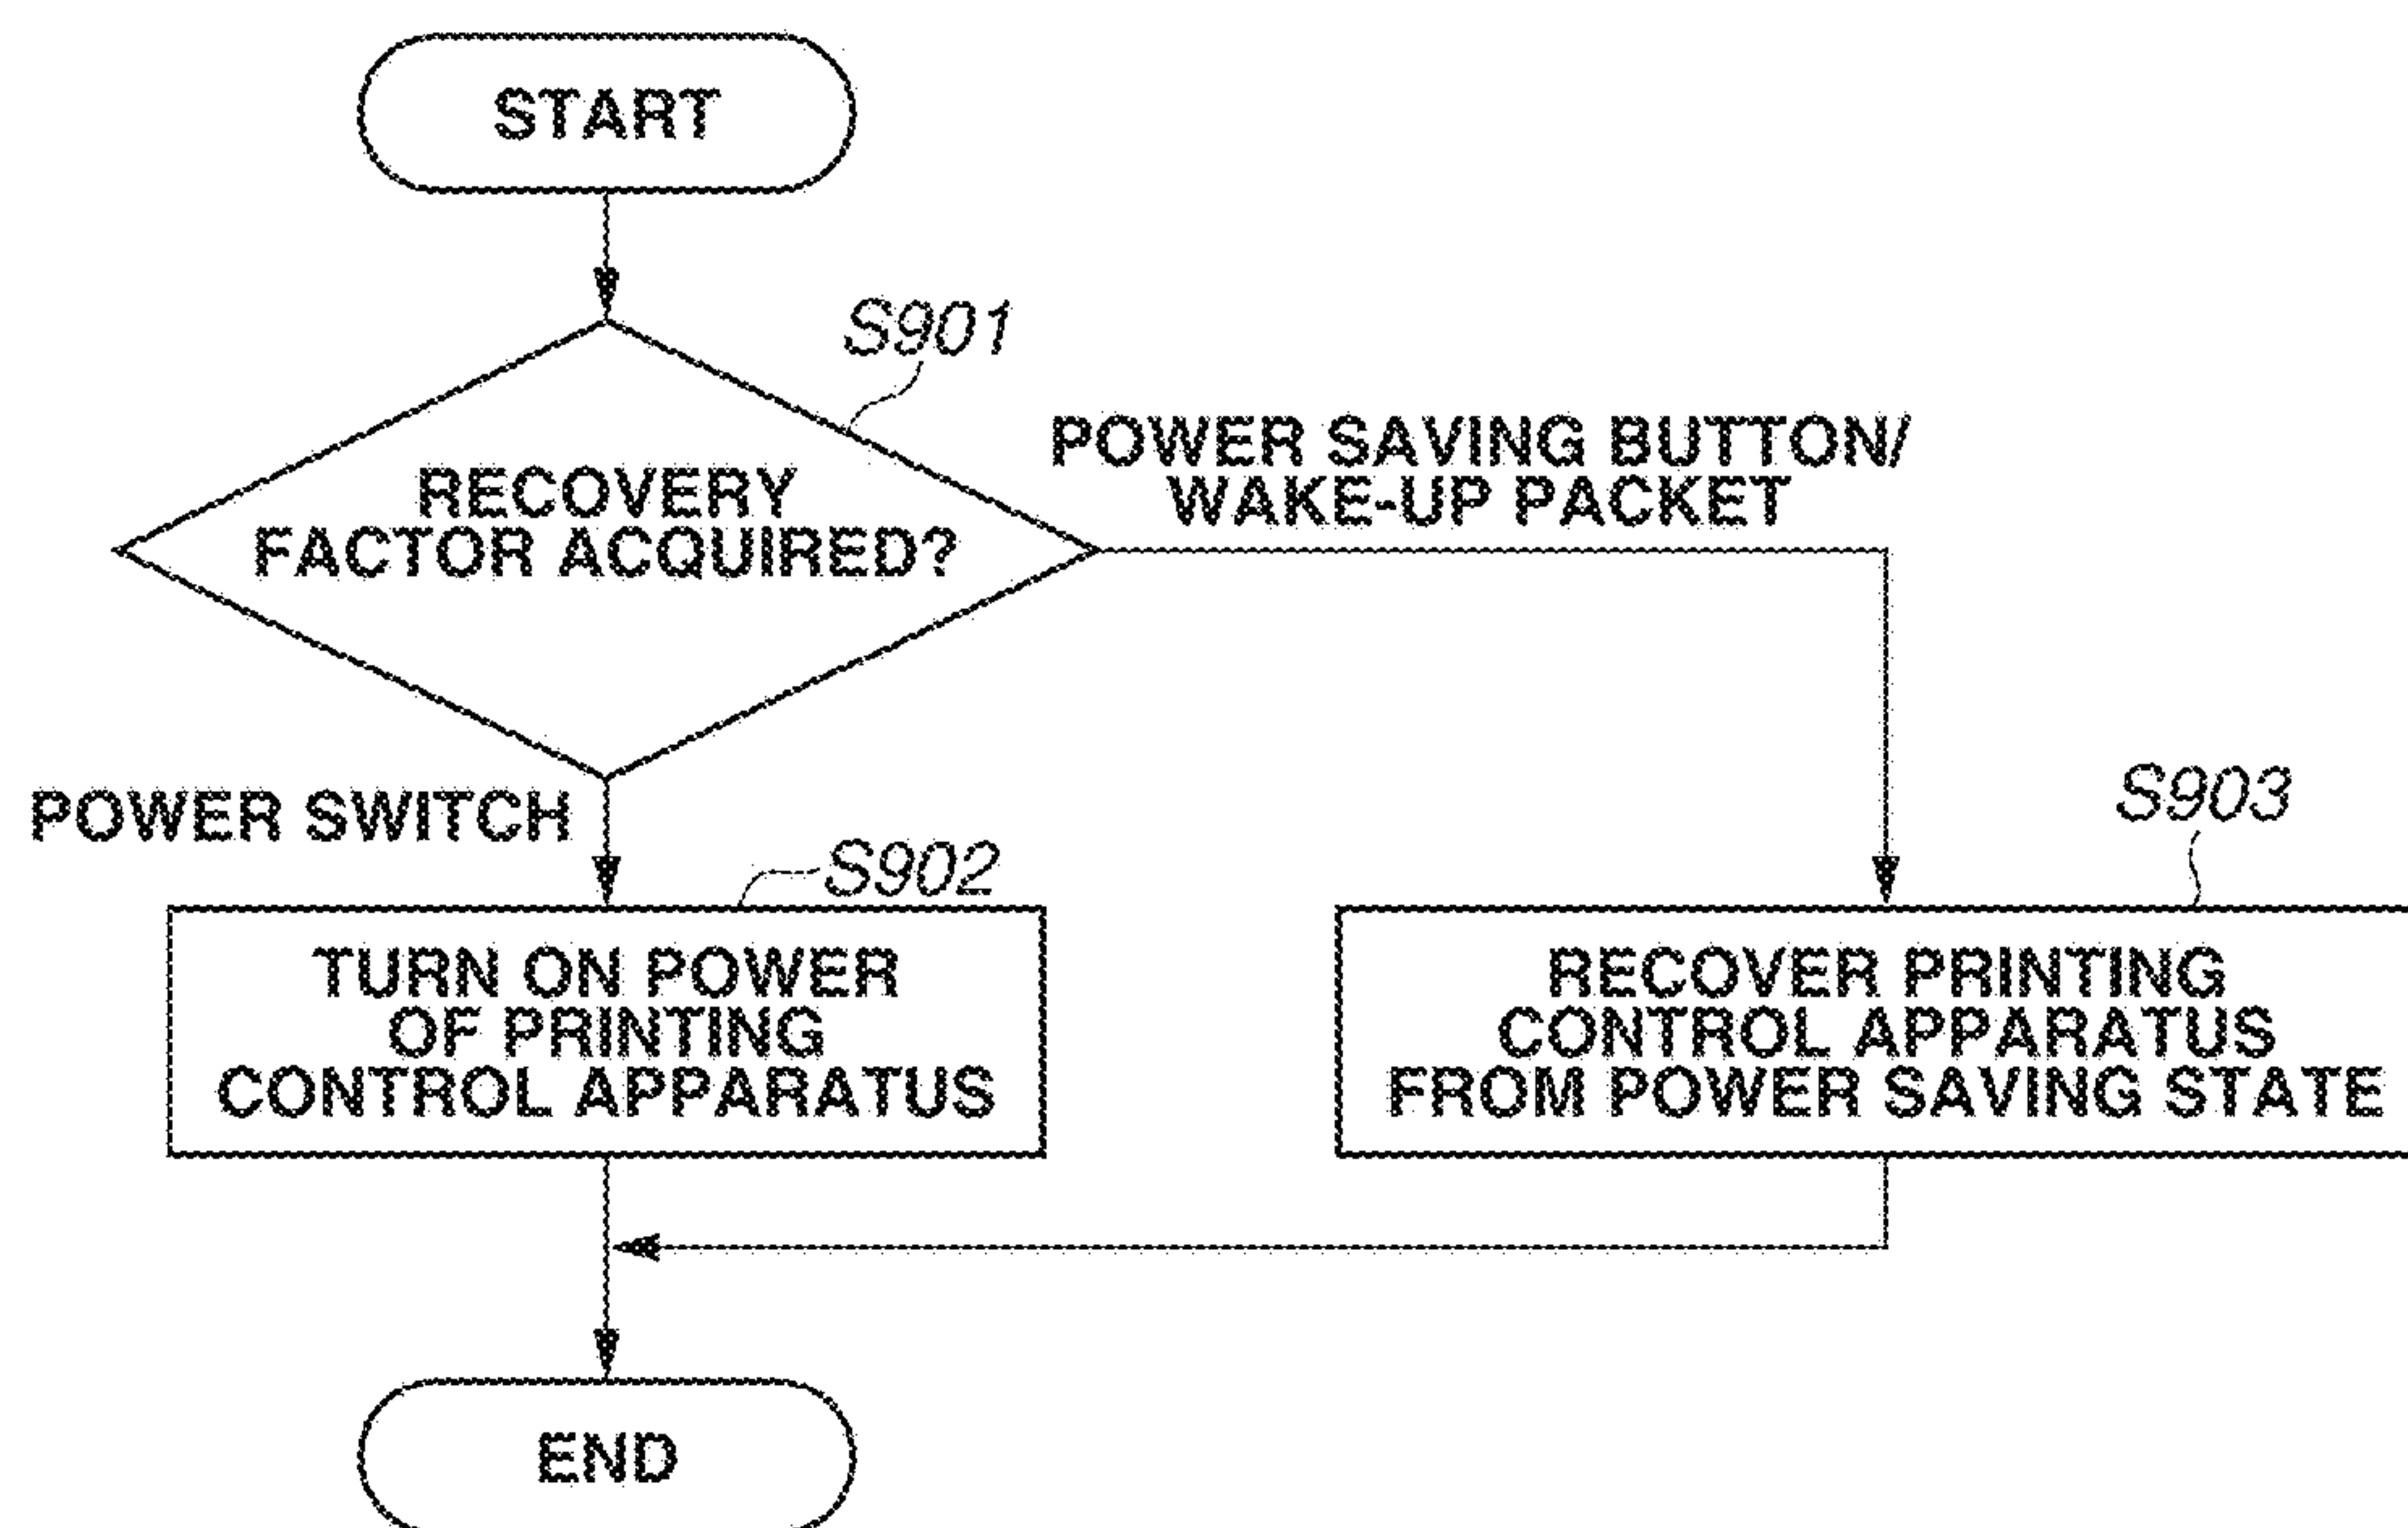 START
S901
POWER SAVING BUTTON/
WAKE-UP PACKET
RECOVERY
FACTOR ACQUIRED?
POWER SWITCH
S902
S903
TURN ON POWER
OF PRINTING
CONTROL APPARATUS
RECOVER PRINTING
CONTROL APPARATUS
FROM POWER SAVING STATE
END